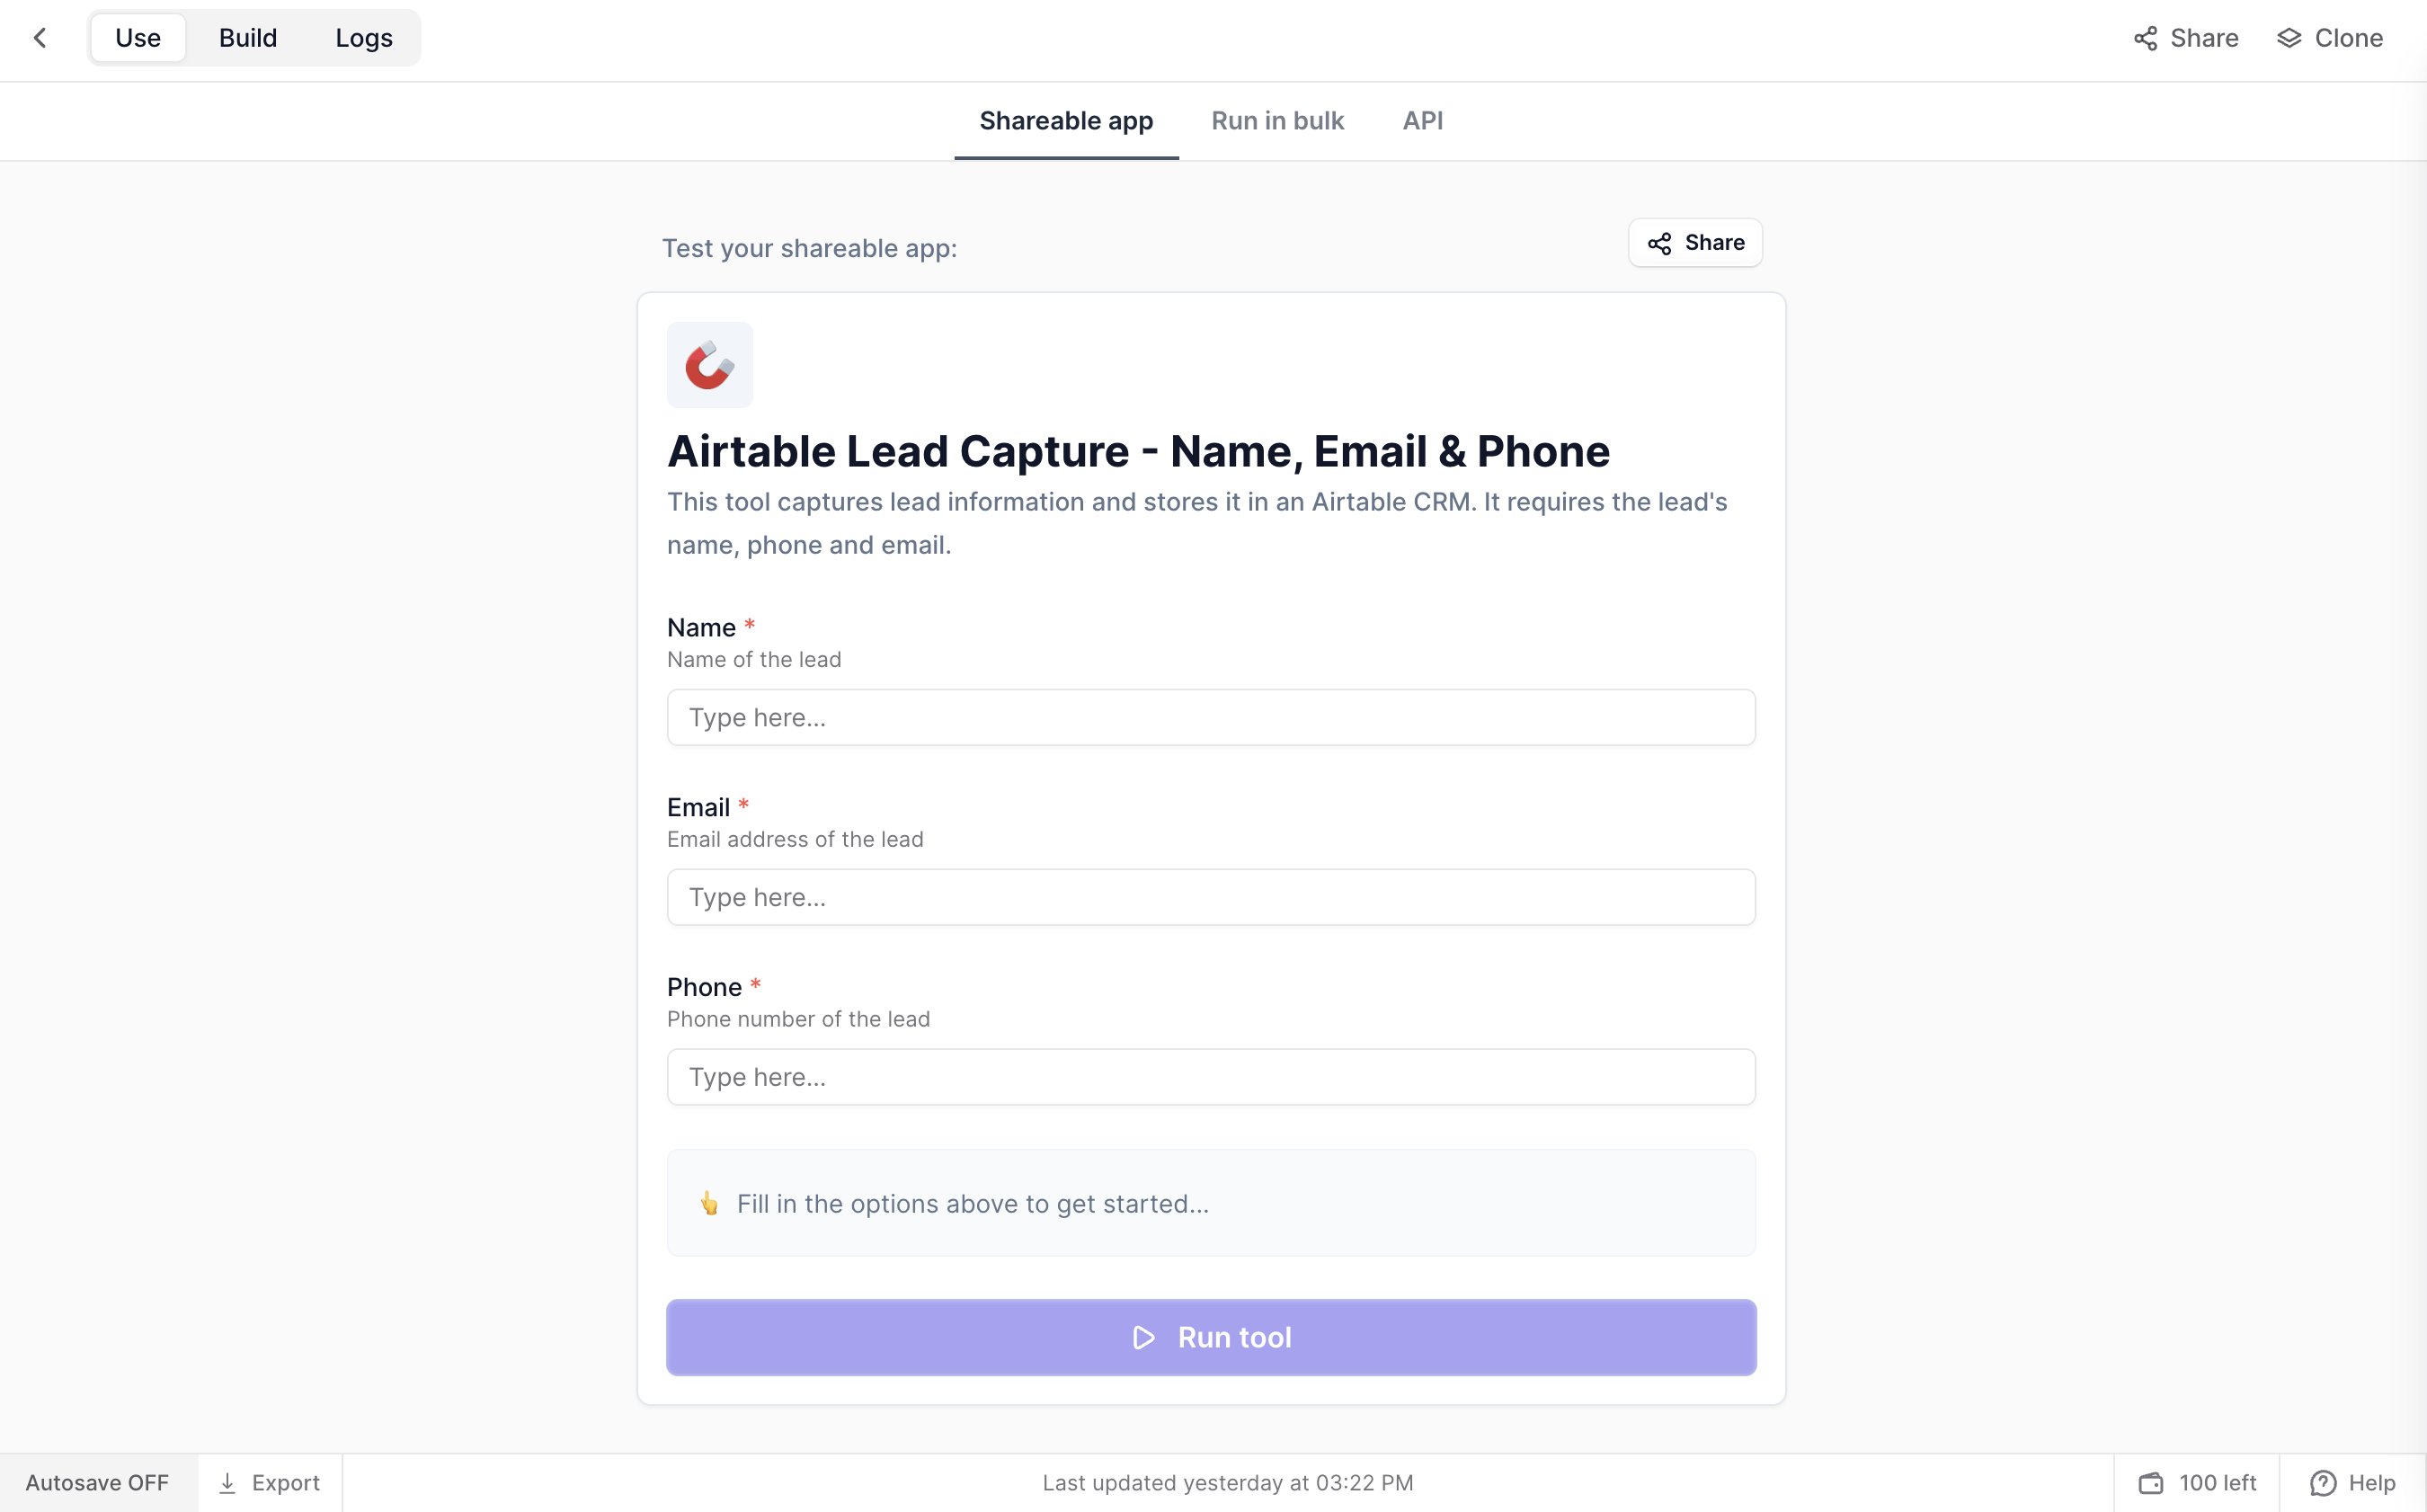 Use
Build
Logs
Share
Clone
Shareable app
Run in bulk
API
Test your shareable app:
Share
Airtable Lead Capture - Name, Email & Phone
This tool captures lead information and stores it in an Airtable CRM. It requires the lead's
name, phone and email.
Name *
Name of the lead
Type here...
Email *
Email address of the lead
Type here...
Phone *
Phone number of the lead
Type here...
Fill in the options above to get started...
Run tool
Autosave OFF
Export
Last updated yesterday at 03:22 PM
100 left
Help